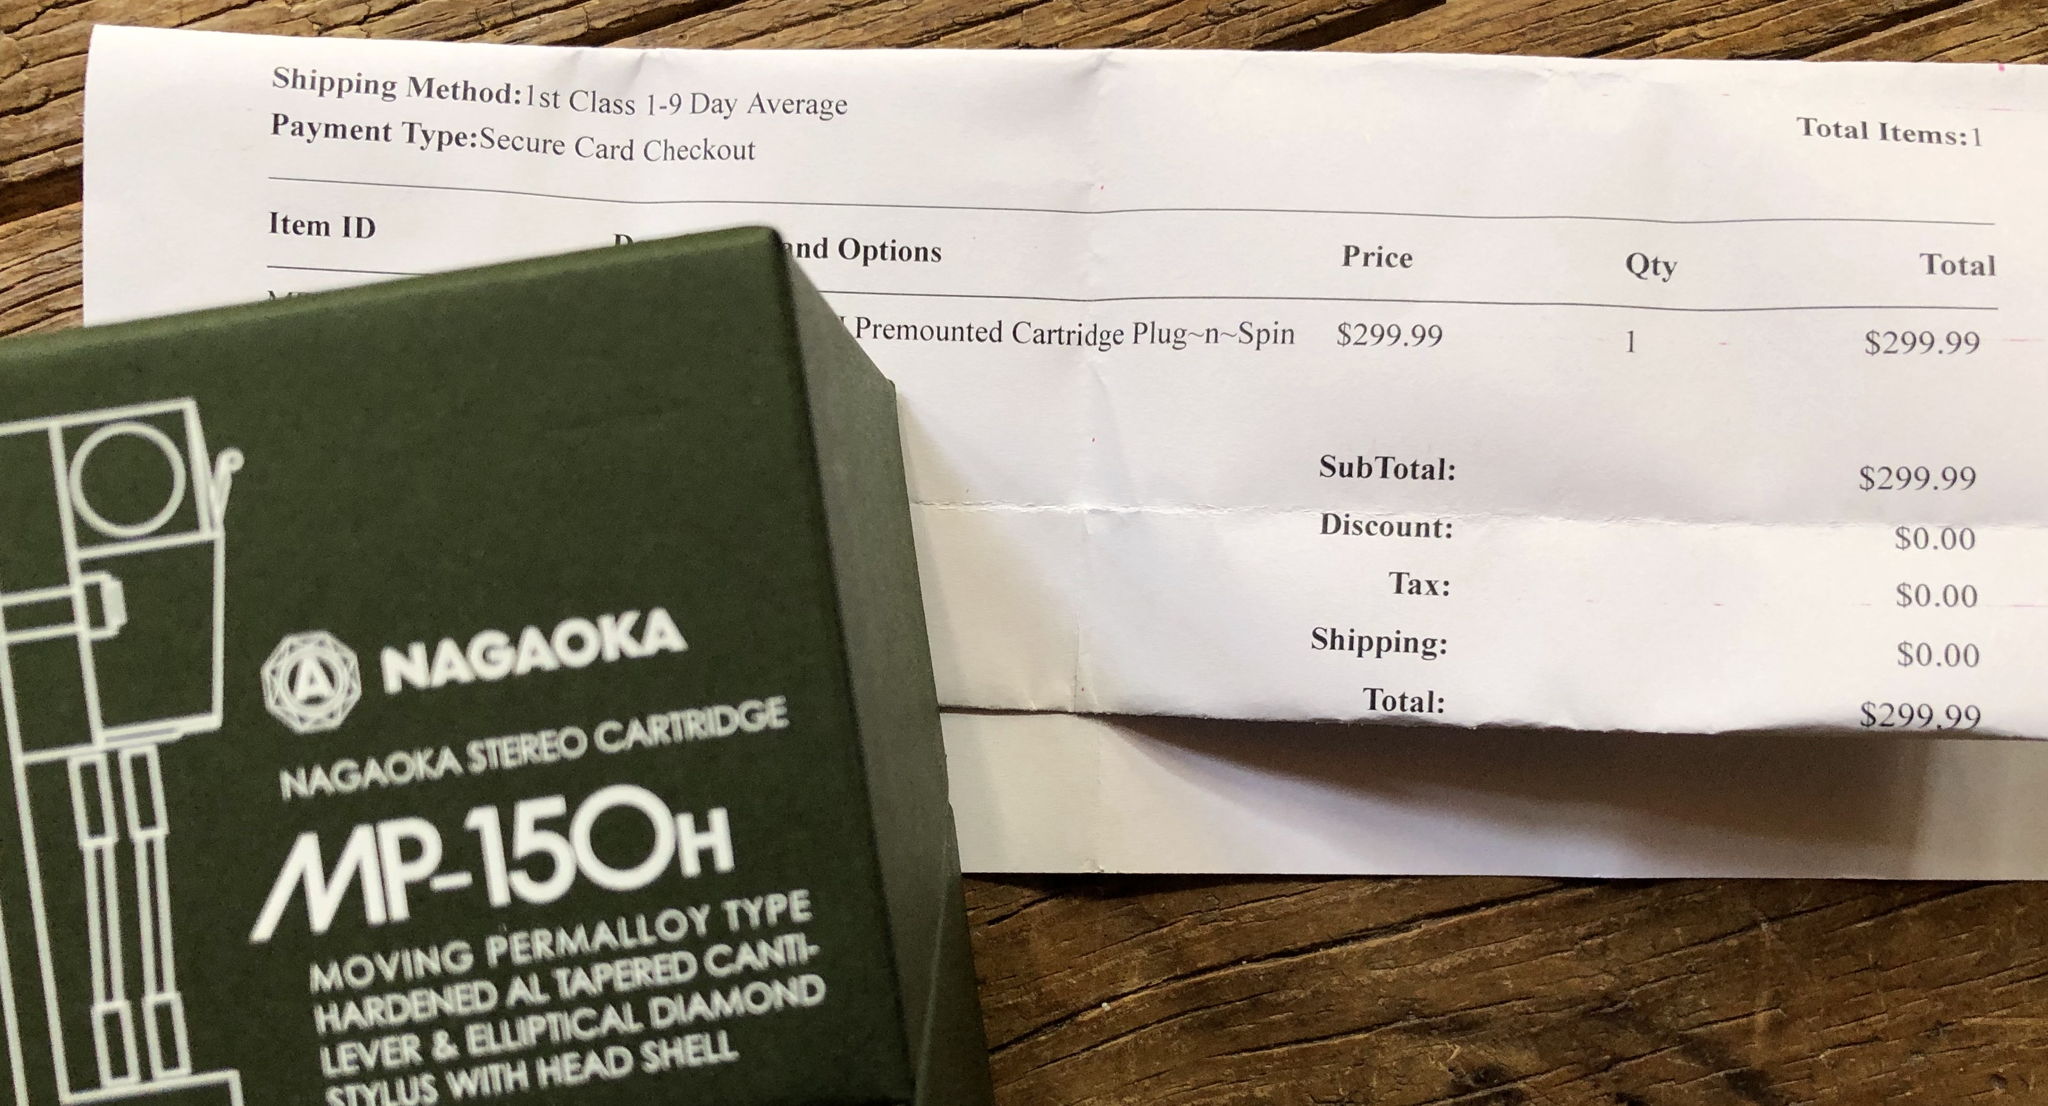 Shipping Method:1st Class 1-9 Day Average
Payment Type:Secure Card Checkout
Total Items:1
Item ID and Options Price Qty Total
Premounted Cartridge Plug~n~Spin $299.99 1 $299.99
SubTotal: $299.99
Discount: $0.00
Tax: $0.00
Shipping: $0.00
Total: $299.99
NAGAOKA
NAGAOKA STEREO CARTRIDGE
MP-150H
MOVING PERMALLOY TYPE
HARDENED AL TAPERED CANTI-
LEVER & ELLIPTICAL DIAMOND
STYLUS WITH HEAD SHELL